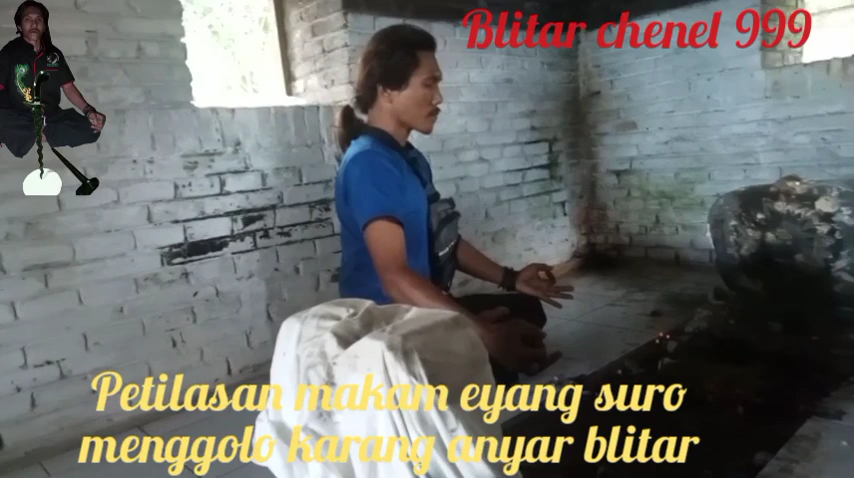 Blitar chenel 999
Petilasan makam eyang suro
menggolo karang anyar blitar